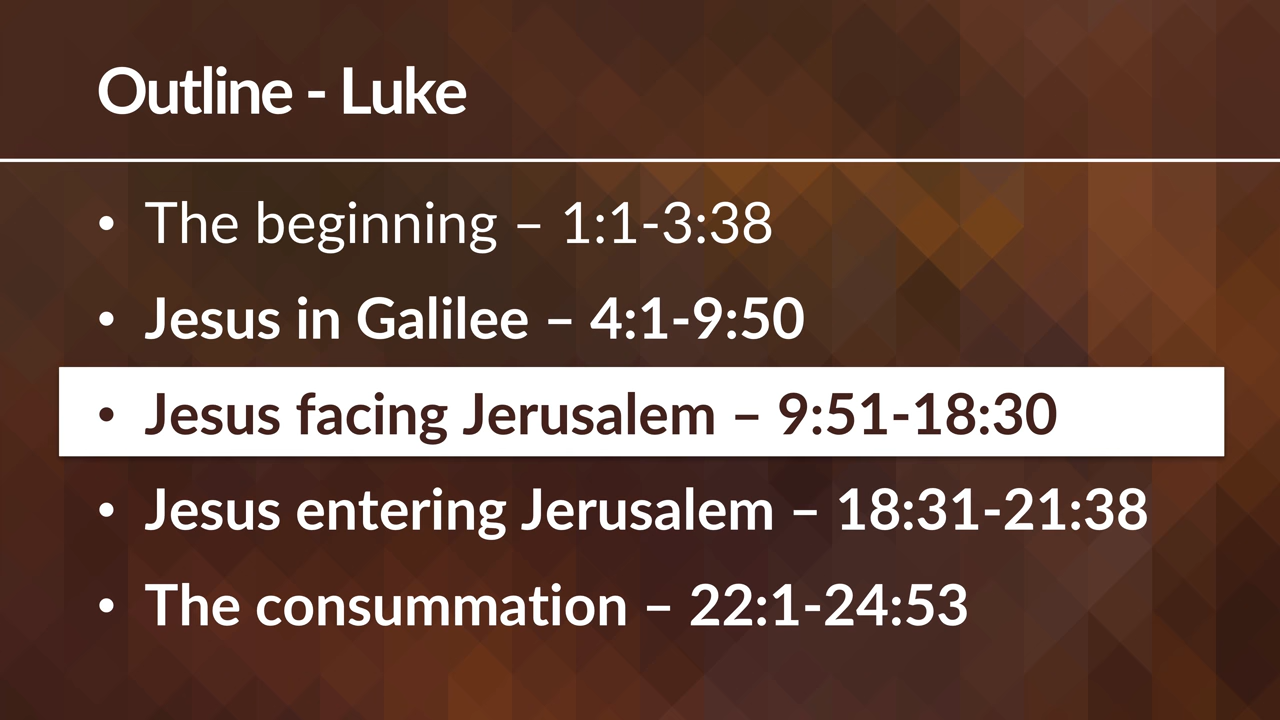 Outline - Luke
• The beginning – 1:1-3:38
• Jesus in Galilee – 4:1-9:50
• Jesus facing Jerusalem – 9:51-18:30
• Jesus entering Jerusalem – 18:31-21:38
• The consummation – 22:1-24:53